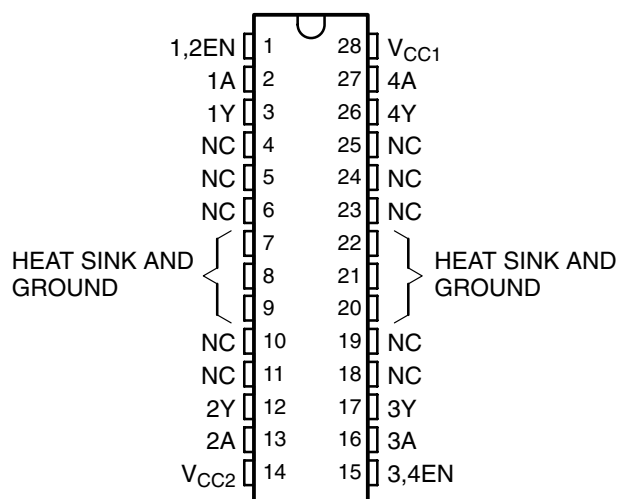 1,2EN 1 28 VCC1
1A 2 27 4A
1Y 3 26 4Y
NC 4 25 NC
NC 5 24 NC
NC 6 23 NC
7 22
HEAT SINK AND
GROUND
8 21
HEAT SINK AND
GROUND
9 20
NC 10 19 NC
NC 11 18 NC
2Y 12 17 3Y
2A 13 16 3A
VCC2 14 15 3,4EN